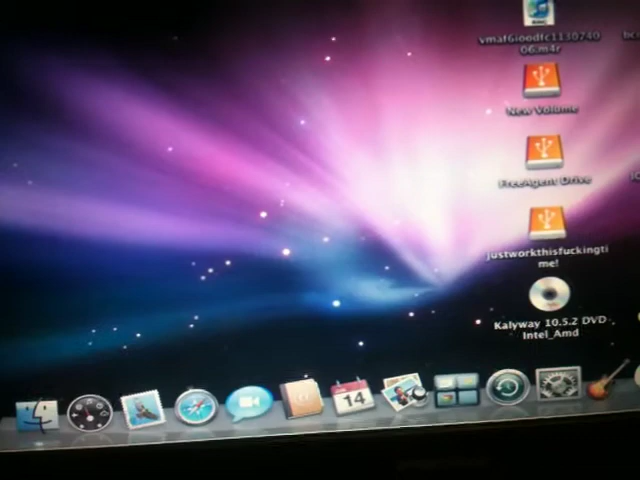 vmaf6ioodfc1130740
06.m4r
New Volume
FreeAgent Drive
justworkthisfuckingti
me!
Kalyway 10.5.2 DVD
Intel_Amd
14